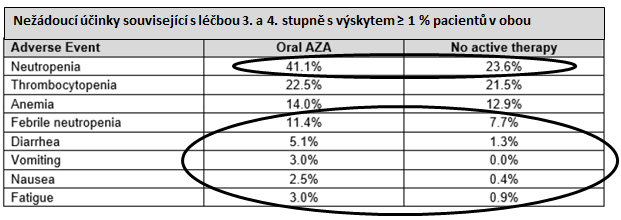 Nežádoucí účinky související s léčbou 3. a 4. stupně s výskytem ≥ 1 % pacientů v obou
Adverse Event Oral AZA No active therapy
Neutropenia 41.1% 23.6%
Thrombocytopenia 22.5% 21.5%
Anemia 14.0% 12.9%
Febrile neutropenia 11.4% 7.7%
Diarrhea 5.1% 1.3%
Vomiting 3.0% 0.0%
Nausea 2.5% 0.4%
Fatigue 3.0% 0.9%